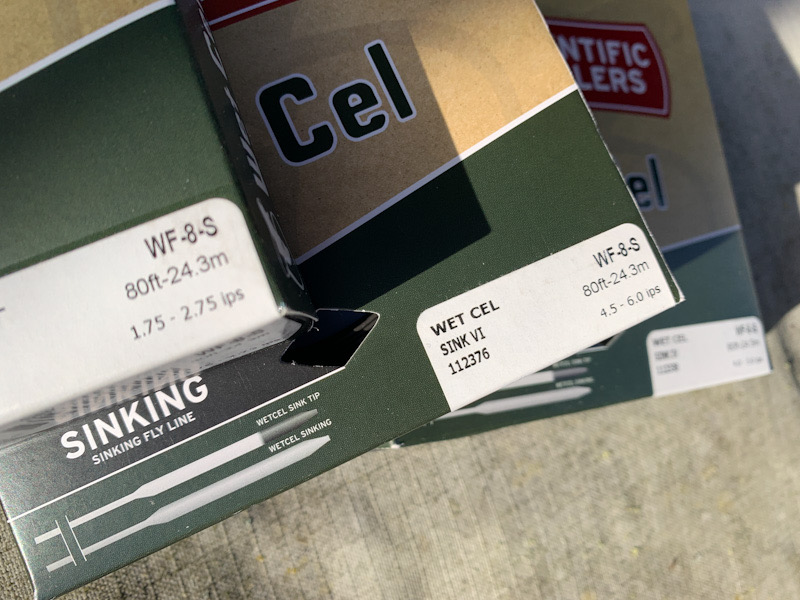 WF-8-S
80ft-24.3m
1.75 - 2.75 ips
Cel
SINKING
SINKING FLY LINE
WETCEL SINK TIP
WETCEL SINKING
WET CEL
SINK VI
112376
WF-8-S
80ft-24.3m
4.5 - 6.0 ips
NTIFIC
LERS
el
WET CEL